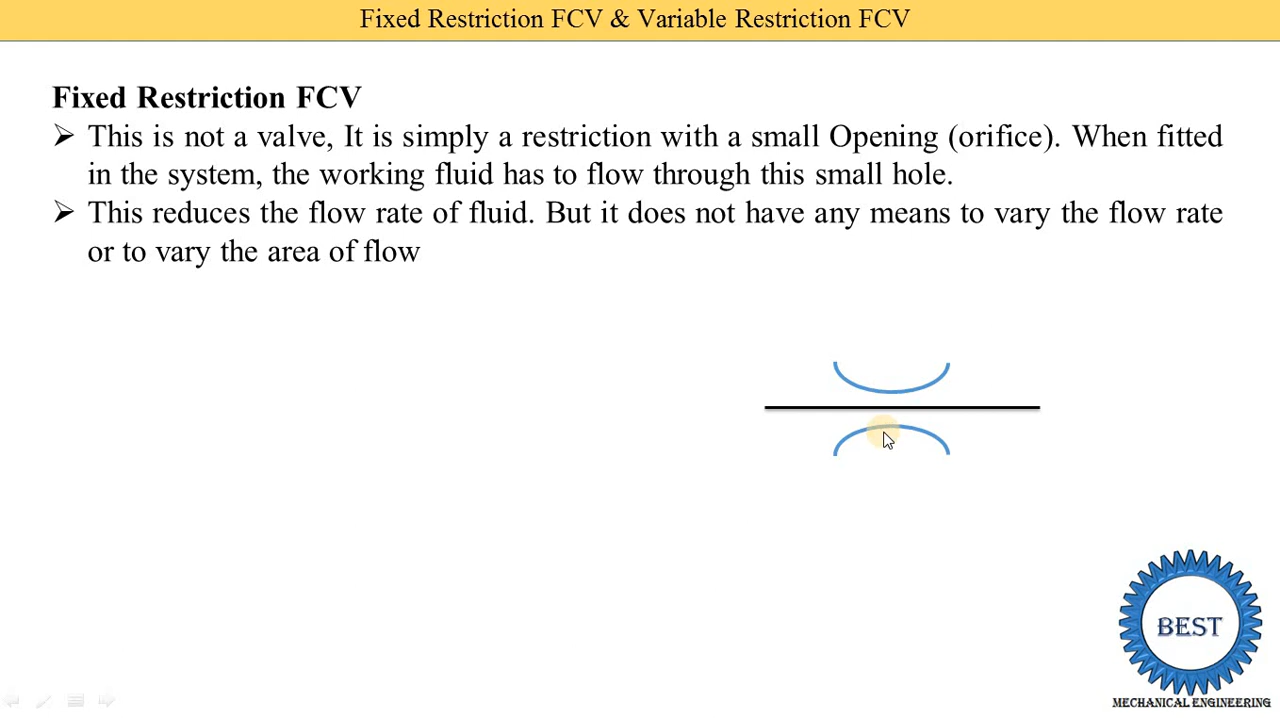 Fixed Restriction FCV & Variable Restriction FCV
Fixed Restriction FCV
➢ This is not a valve, It is simply a restriction with a small Opening (orifice). When fitted
in the system, the working fluid has to flow through this small hole.
➢ This reduces the flow rate of fluid. But it does not have any means to vary the flow rate
or to vary the area of flow
BEST
MECHANICAL ENGINEERING